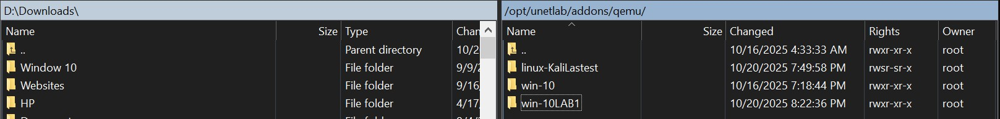 D:\Downloads\
Name Size Type Chan
.. Parent directory 10/2
Window 10 File folder 9/9/2
Websites File folder 9/16,
HP File folder 4/17,
/opt/unetlab/addons/qemu/
Name Size Changed Rights Owner
.. 10/16/2025 4:33:33 AM rwxr-xr-x root
linux-KaliLastest 10/20/2025 7:49:58 PM rwsr-sr-x root
win-10 10/16/2025 7:18:44 PM rwxr-xr-x root
win-10LAB1 10/20/2025 8:22:36 PM rwxr-xr-x root